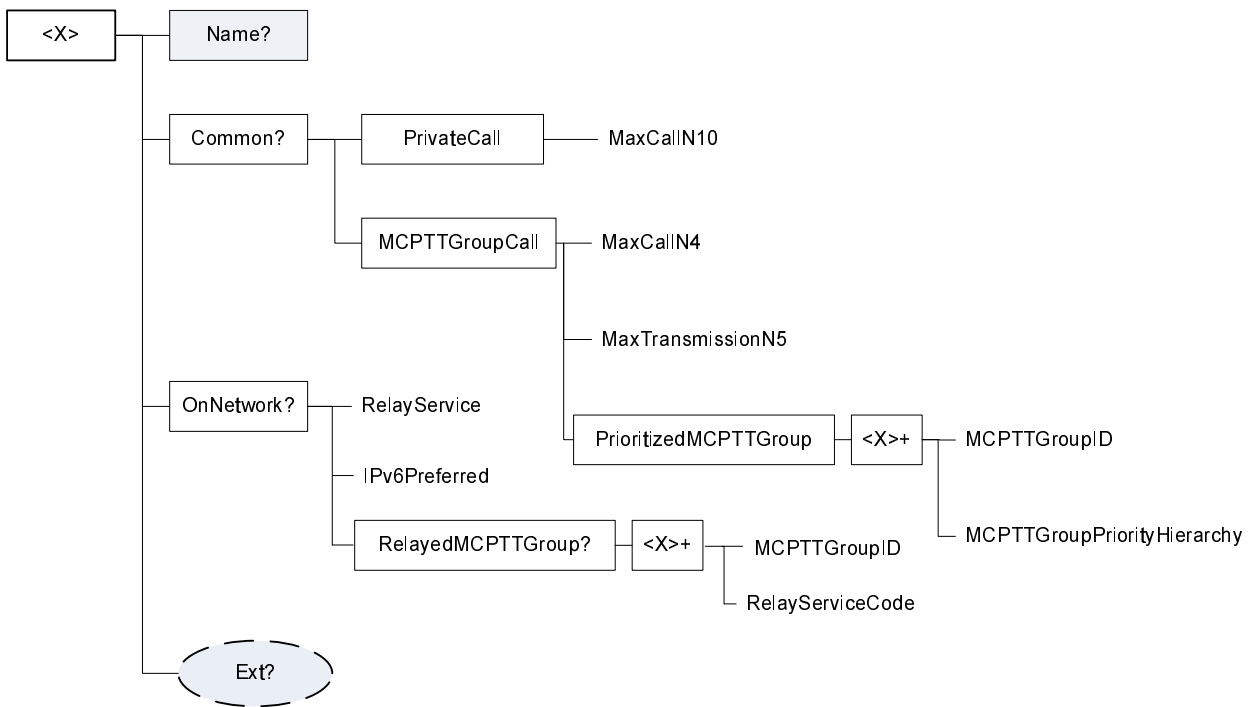 <X>
Name?
Common?
PrivateCall
MaxCallN10
MCPTTGroupCall
MaxCallN4
MaxTransmissionN5
OnNetwork?
RelayService
PrioritizedMCPTTGroup
<X>+
MCPTTGroupID
IPv6Preferred
MCPTTGroupPriorityHierarchy
RelayedMCPTTGroup?
<X>+
MCPTTGroupID
RelayServiceCode
Ext?